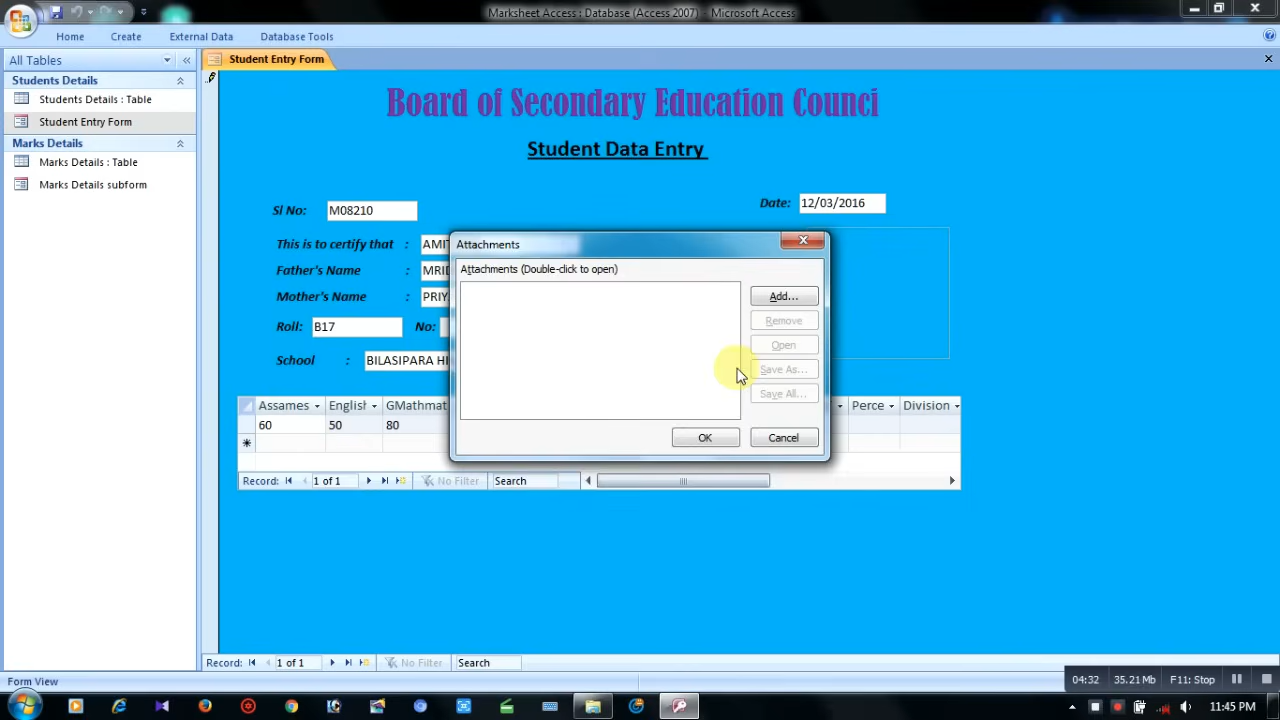 Marksheet Access : Database (Access 2007) - Microsoft Access
Home Create External Data Database Tools
All Tables
Student Entry Form
Students Details
Students Details : Table
Student Entry Form
Marks Details
Marks Details : Table
Marks Details subform
Board of Secondary Education Counci
Student Data Entry
Sl No: M08210
Date: 12/03/2016
This is to certify that : AMIT
Father's Name : MRID
Mother's Name : PRIY
Roll: B17 No:
School : BILASIPARA HI
Attachments
Attachments (Double-click to open)
Add...
Remove
Open
Save As...
Save All...
OK Cancel
Assames English GMathmat Perce Division
60 50 80
Record: 1 of 1 No Filter Search
Record: 1 of 1 No Filter Search
Form View
04:32 35.21 Mb F11: Stop
11:45 PM